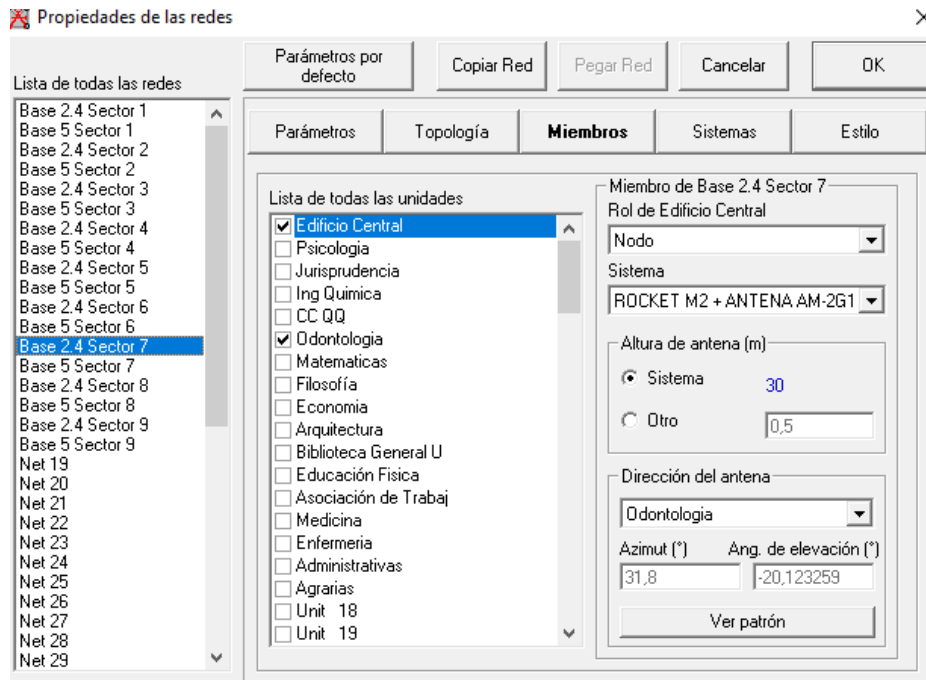 Propiedades de las redes
Lista de todas las redes
Base 2.4 Sector 1
Base 5 Sector 1
Base 2.4 Sector 2
Base 5 Sector 2
Base 2.4 Sector 3
Base 5 Sector 3
Base 2.4 Sector 4
Base 5 Sector 4
Base 2.4 Sector 5
Base 5 Sector 5
Base 2.4 Sector 6
Base 5 Sector 6
Base 2.4 Sector 7
Base 5 Sector 7
Base 2.4 Sector 8
Base 5 Sector 8
Base 2.4 Sector 9
Base 5 Sector 9
Net 19
Net 20
Net 21
Net 22
Net 23
Net 24
Net 25
Net 26
Net 27
Net 28
Net 29
Parámetros por
defecto
Copiar Red
Pegar Red
Cancelar
OK
Parámetros
Topología
Miembros
Sistemas
Estilo
Lista de todas las unidades
Edificio Central
Psicologia
Jurisprudencia
Ing Quimica
CC QQ
Odontologia
Matematicas
Filosofía
Economia
Arquitectura
Biblioteca General U
Educación Fisica
Asociación de Trabaj
Medicina
Enfermeria
Administrativas
Agrarias
Unit 18
Unit 19
Miembro de Base 2.4 Sector 7
Rol de Edificio Central
Nodo
Sistema
ROCKET M2 + ANTENA AM-2G1
Altura de antena (m)
Sistema 30
Otro 0,5
Dirección del antena
Odontologia
Azimut (°) Ang. de elevación (°)
31,8 -20,123259
Ver patrón